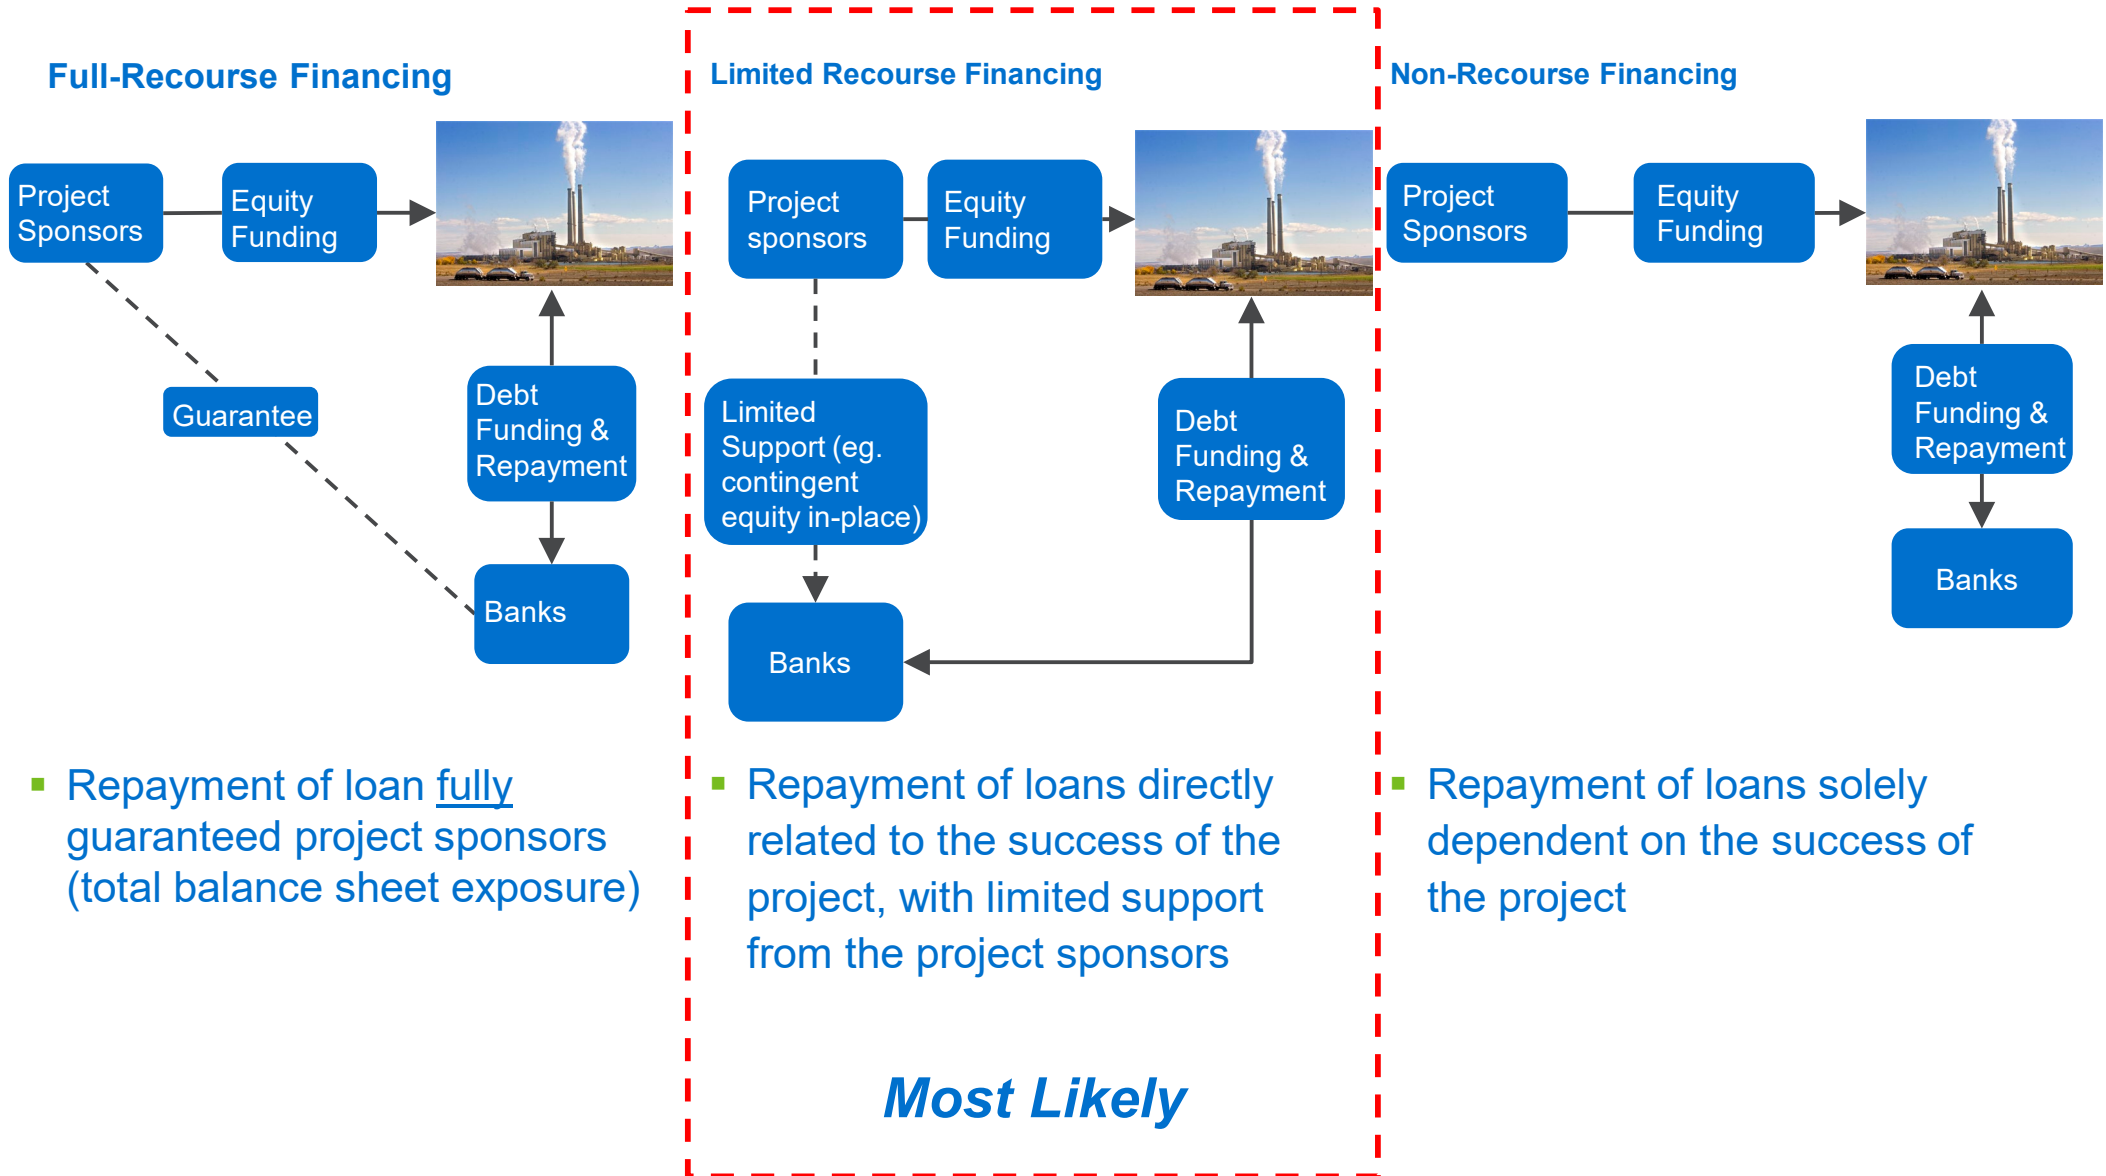 Full-Recourse Financing
Project
Sponsors
Equity
Funding
Guarantee
Debt
Funding &
Repayment
Banks
▪ Repayment of loan fully
guaranteed project sponsors
(total balance sheet exposure)
Limited Recourse Financing
Project
sponsors
Equity
Funding
Limited
Support (eg.
contingent
equity in-place)
Debt
Funding &
Repayment
Banks
▪ Repayment of loans directly
related to the success of the
project, with limited support
from the project sponsors
Most Likely
Non-Recourse Financing
Project
Sponsors
Equity
Funding
Debt
Funding &
Repayment
Banks
▪ Repayment of loans solely
dependent on the success of
the project